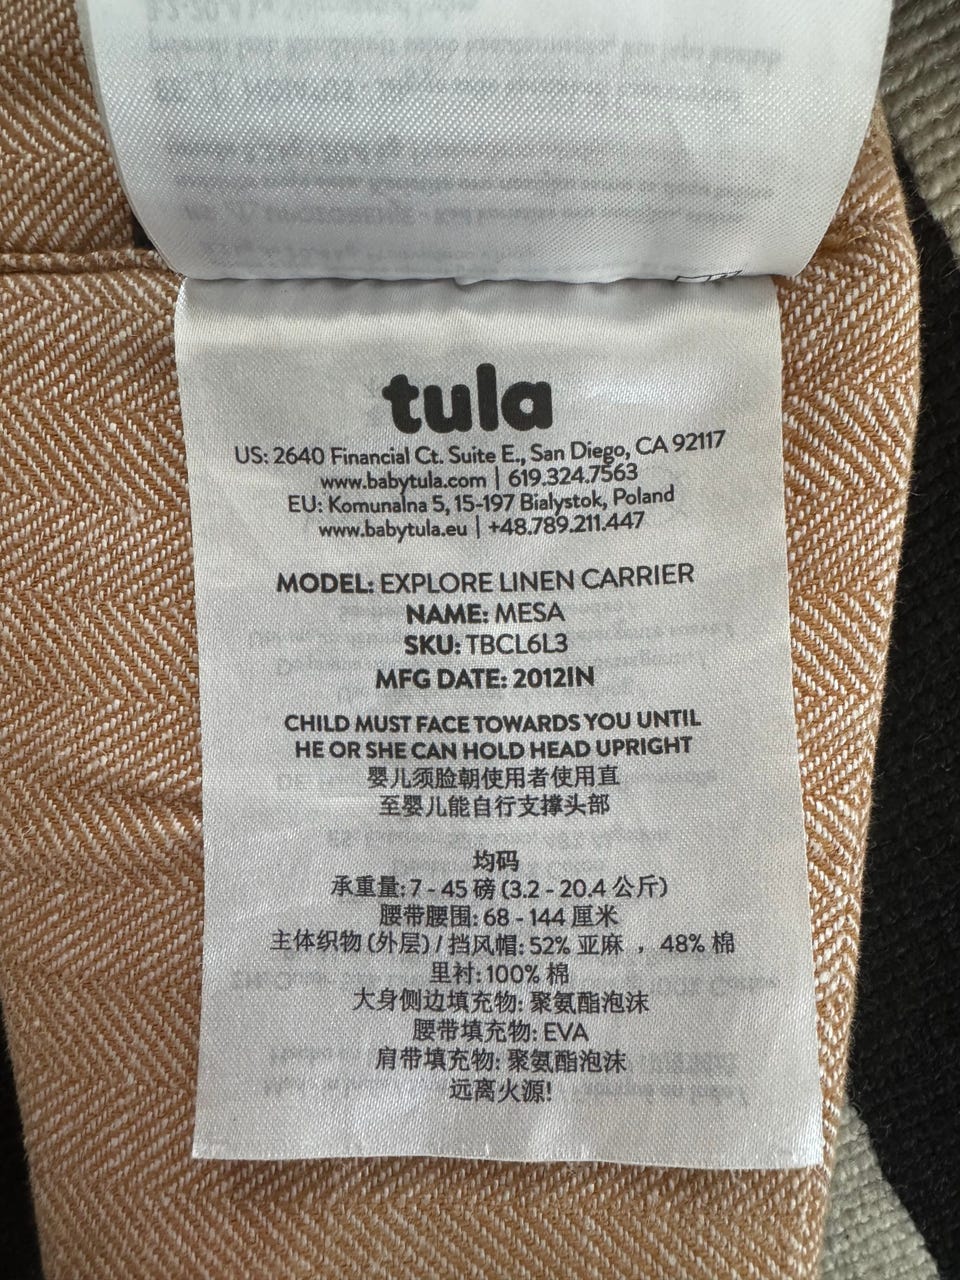 tula
US: 2640 Financial Ct. Suite E., San Diego, CA 92117
www.babytula.com | 619.324.7563
EU: Komunalna 5, 15-197 Bialystok, Poland
www.babytula.eu | +48.789.211.447
MODEL: EXPLORE LINEN CARRIER
NAME: MESA
SKU: TBCL6L3
MFG DATE: 2012IN
CHILD MUST FACE TOWARDS YOU UNTIL
HE OR SHE CAN HOLD HEAD UPRIGHT
婴儿须脸朝使用者使用直
至婴儿能自行支撑头部
均码
承重量: 7 - 45 磅 (3.2 - 20.4 公斤)
腰带腰围: 68 - 144 厘米
主体织物 (外层) / 挡风帽: 52% 亚麻 ，48% 棉
里衬: 100% 棉
大身侧边填充物: 聚氨酯泡沫
腰带填充物: EVA
肩带填充物: 聚氨酯泡沫
远离火源!